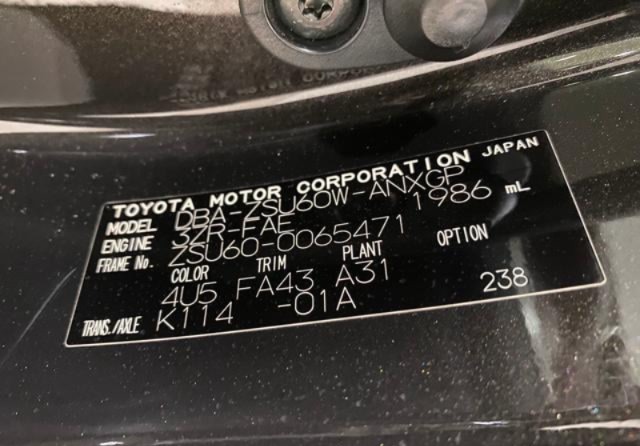 TOYOTA MOTOR CORPORATION JAPAN
MODEL DBA-ZSU60W-ANXGP
ENGINE 3ZR-FAE 1986 mL
FRAME No. ZSU60-0065471
COLOR TRIM PLANT OPTION
4U5 FA43 A31
TRANS./AXLE K114 -01A 238